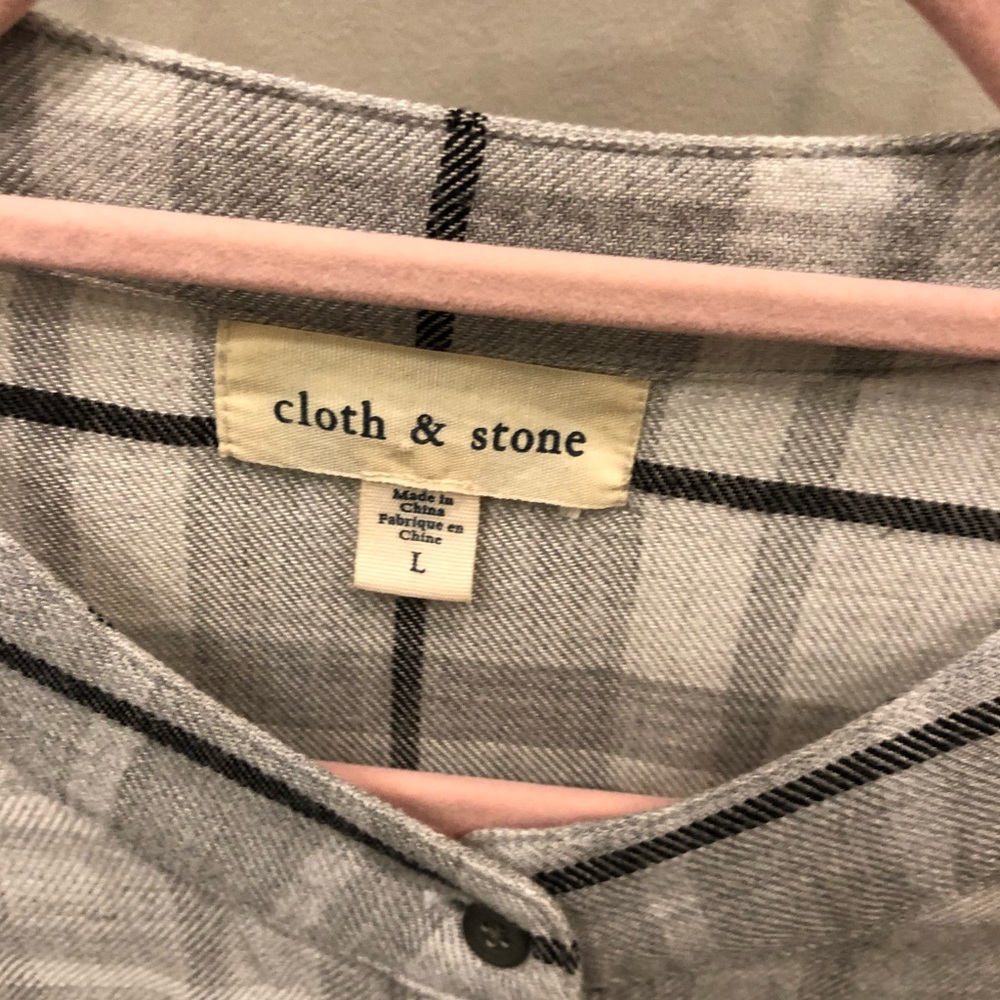 cloth & stone
Made in
China
Fabrique en
Chine
L